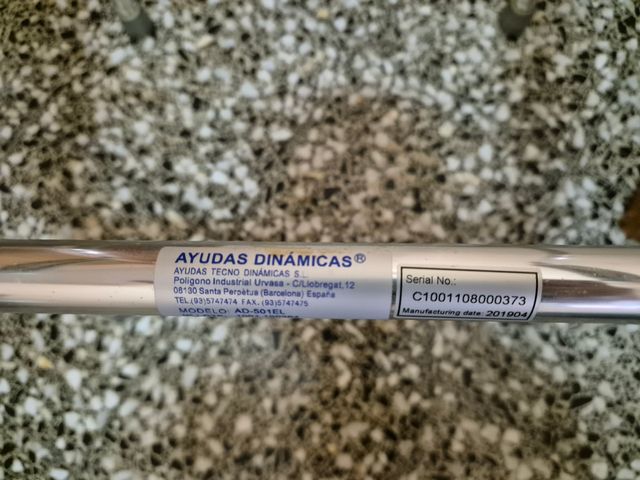 AYUDAS DINÁMICAS®
AYUDAS TECNO DINÁMICAS S.L.
Polígono Industrial Urvasa - C/Llobregat, 12
08130 Santa Perpètua (Barcelona) España
TEL.(93)5747474 FAX. (93)5747475
MODELO: AD-501EL
Serial No.:
C1001108000373
Manufacturing date: 201904